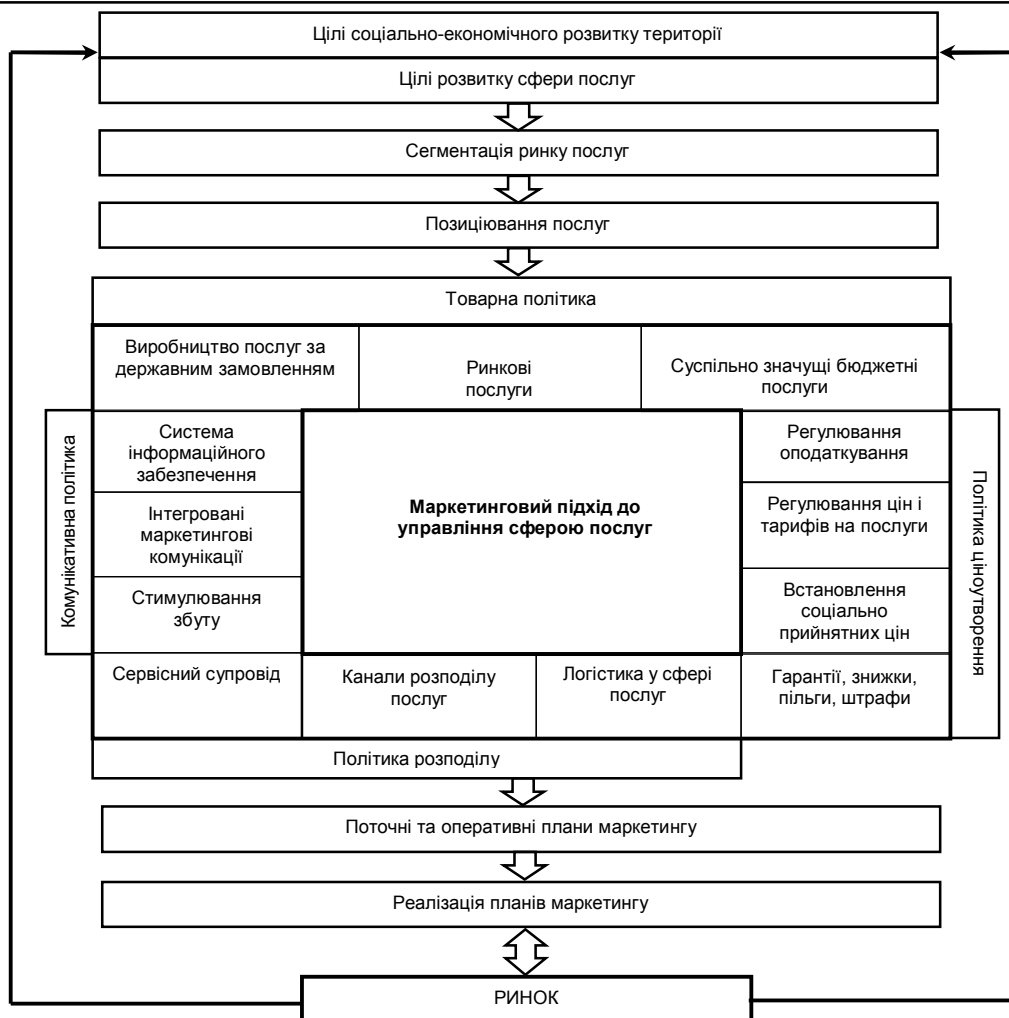 Цілі соціально-економічного розвитку території
Цілі розвитку сфери послуг
Сегментація ринку послуг
Позиціювання послуг
Товарна політика
Виробництво послуг за
державним замовленням
Ринкові
послуги
Суспільно значущі бюджетні
послуги
Комунікативна політика
Система
інформаційного
забезпечення
Інтегровані
маркетингові
комунікації
Стимулювання
збуту
Маркетинговий підхід до
управління сферою послуг
Регулювання
оподаткування
Регулювання цін і
тарифів на послуги
Встановлення
соціально
прийнятних цін
Політика ціноутворення
Сервісний супровід
Канали розподілу
послуг
Логістика у сфері
послуг
Гарантії, знижки,
пільги, штрафи
Політика розподілу
Поточні та оперативні плани маркетингу
Реалізація планів маркетингу
РИНОК